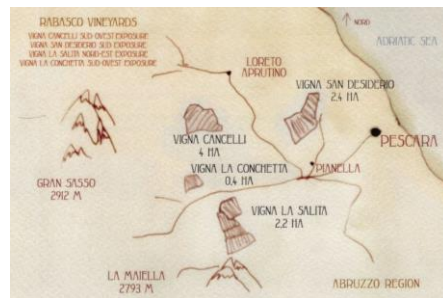 RABASCO VINEYARDS
VIGNA CANCELLI SUD OVEST EXPOSURE
VIGNA SAN DESIDERIO SUD EXPOSURE
VIGNA LA SALITA NORD-EST EXPOSURE
VIGNA LA CONCHETTA SUD-OVEST EXPOSURE
NORD
ADRIATIC SEA
LORETO
APRUTINO
VIGNA SAN DESIDERIO
2.4 HA
PESCARA
VIGNA CANCELLI
4 HA
PIANELLA
VIGNA LA CONCHETTA
0.4 HA
GRAN SASSO
2912 M
VIGNA LA SALITA
2.2 HA
LA MAIELLA
2793 M
ABRUZZO REGION